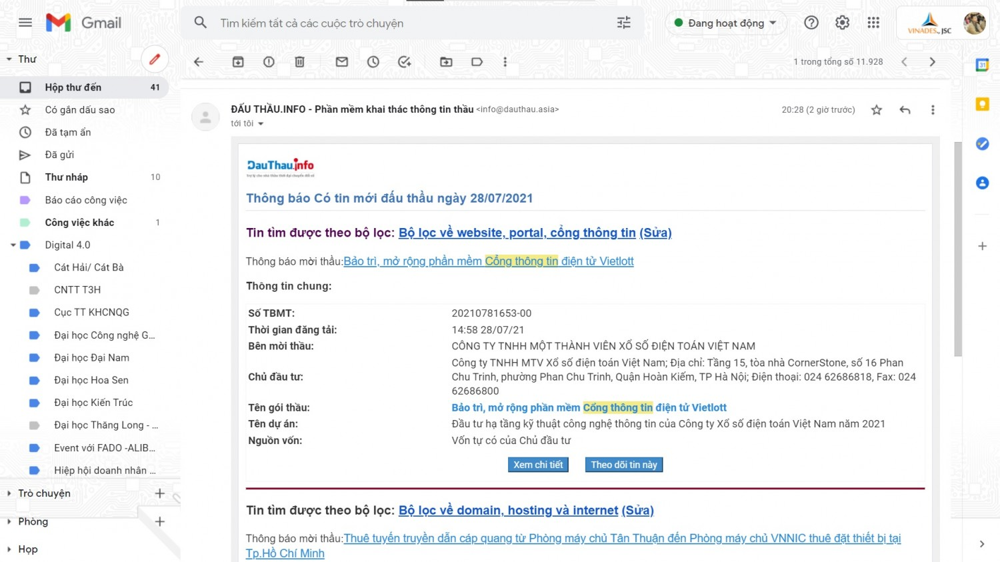 Gmail
Tìm kiếm tất cả các cuộc trò chuyện
Đang hoạt động
VINADES., JSC
Thư
1 trong tổng số 11.928
31
Hộp thư đến 41
Có gắn dấu sao
Đã tạm ẩn
Đã gửi
Thư nháp 10
Báo cáo công việc
Công việc khác 1
Digital 4.0
Cát Hải/ Cát Bà
CNTT T3H
Cục TT KHCNQG
Đại học Công nghệ G...
Đại học Đại Nam
Đại học Hoa Sen
Đại học Kiến Trúc
Đại học Thăng Long - ...
Event với FADO -ALIB...
Hiệp hội doanh nhân ...
Trò chuyện
Phòng
Họp
ĐẤU THẦU.INFO - Phần mềm khai thác thông tin thầu <info@dauthau.asia>
20:28 (2 giờ trước)
tới tôi
DauThau.info
trợ lý cho nhà thầu thời đại chuyển đổi số
Thông báo Có tin mới đấu thầu ngày 28/07/2021
Tin tìm được theo bộ lọc: Bộ lọc về website, portal, cổng thông tin (Sửa)
Thông báo mời thầu:Bảo trì, mở rộng phần mềm Cổng thông tin điện tử Vietlott
Thông tin chung:
Số TBMT: 20210781653-00
Thời gian đăng tải: 14:58 28/07/21
Bên mời thầu: CÔNG TY TNHH MỘT THÀNH VIÊN XỔ SỐ ĐIỆN TOÁN VIỆT NAM
Chủ đầu tư: Công ty TNHH MTV Xổ số điện toán Việt Nam; Địa chỉ: Tầng 15, tòa nhà CornerStone, số 16 Phan
Chu Trinh, phường Phan Chu Trinh, Quận Hoàn Kiếm, TP Hà Nội; Điện thoại: 024 62686818, Fax: 024
62686800
Tên gói thầu: Bảo trì, mở rộng phần mềm Cổng thông tin điện tử Vietlott
Tên dự án: Đầu tư hạ tầng kỹ thuật công nghệ thông tin của Công ty Xổ số điện toán Việt Nam năm 2021
Nguồn vốn: Vốn tự có của Chủ đầu tư
Xem chi tiết Theo dõi tin này
Tin tìm được theo bộ lọc: Bộ lọc về domain, hosting và internet (Sửa)
Thông báo mời thầu:Thuê tuyến truyền dẫn cáp quang từ Phòng máy chủ Tân Thuận đến Phòng máy chủ VNNIC thuê đặt thiết bị tại
Tp.Hồ Chí Minh